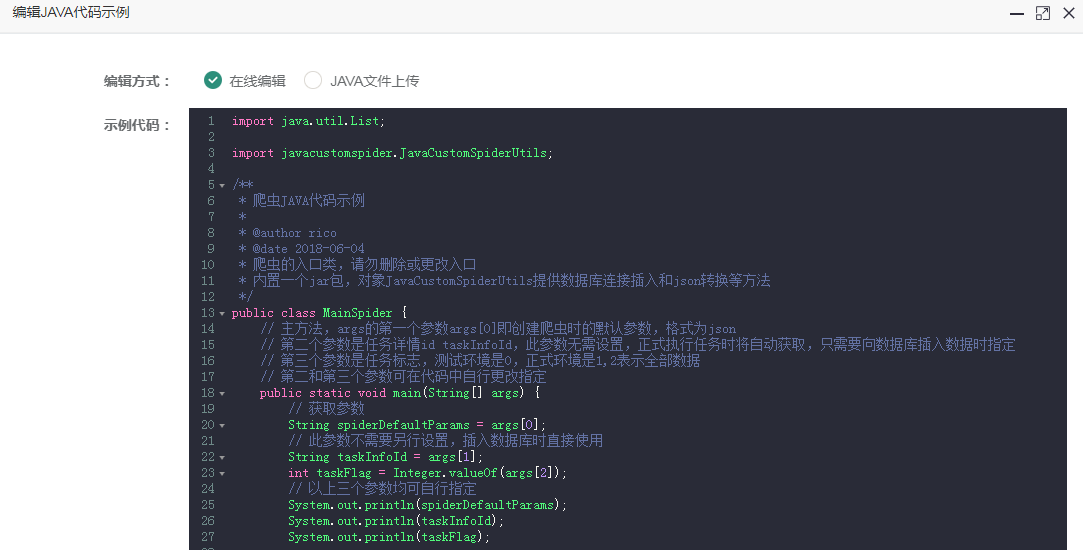 编辑JAVA代码示例
编辑方式： 在线编辑 JAVA文件上传
示例代码：
1 import java.util.List;
2
3 import javacustomspider.JavaCustomSpiderUtils;
4
5 /**
6 * 爬虫JAVA代码示例
7 *
8 * @author rico
9 * @date 2018-06-04
10 * 爬虫的入口类，请勿删除或更改入口
11 * 内置一个jar包，对象JavaCustomSpiderUtils提供数据库连接插入和json转换等方法
12 */
13 public class MainSpider {
14 // 主方法，args的第一个参数args[0]即创建爬虫时的默认参数，格式为json
15 // 第二个参数是任务详情id taskInfoId，此参数无需设置，正式执行任务时将自动获取，只需要向数据库插入数据时指定
16 // 第三个参数是任务标志，测试环境是0，正式环境是1,2表示全部数据
17 // 第二和第三个参数可在代码中自行更改指定
18 public static void main(String[] args) {
19 // 获取参数
20 String spiderDefaultParams = args[0];
21 // 此参数不需要另行设置，插入数据库时直接使用
22 String taskInfoId = args[1];
23 int taskFlag = Integer.valueOf(args[2]);
24 // 以上三个参数均可自行指定
25 System.out.println(spiderDefaultParams);
26 System.out.println(taskInfoId);
27 System.out.println(taskFlag);